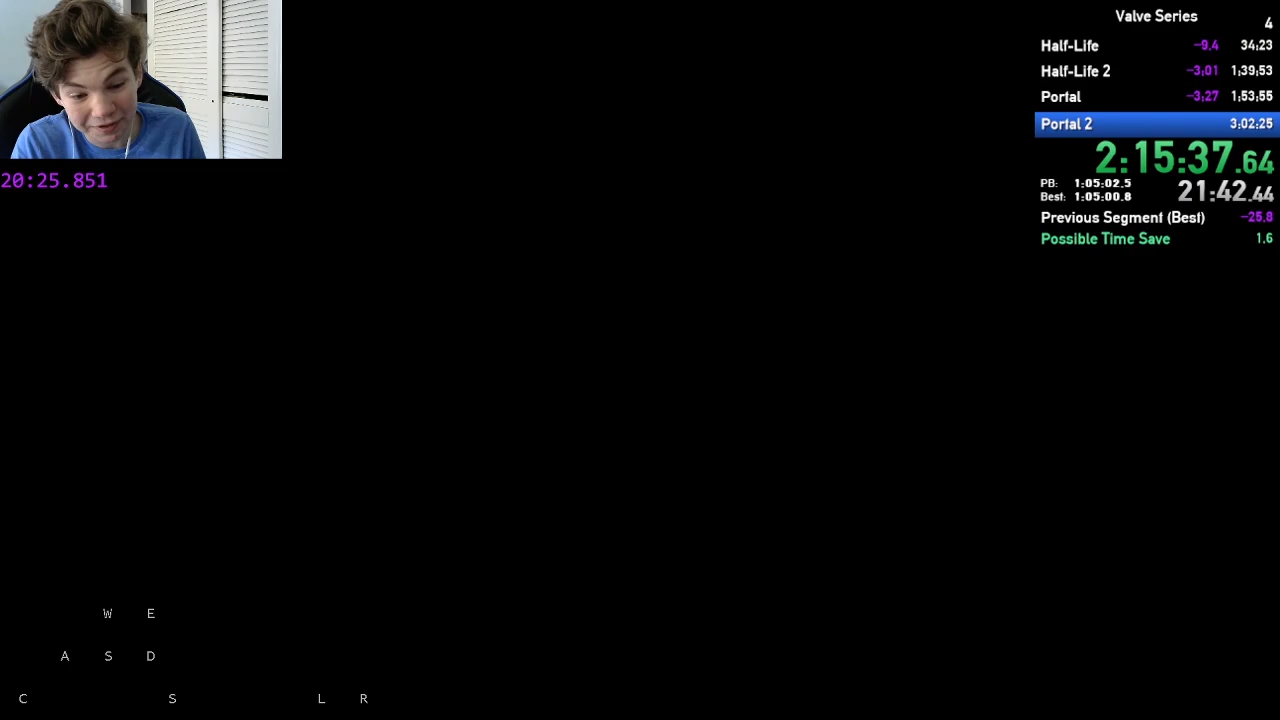 Valve Series
4
Half-Life -9.4 34:23
Half-Life 2 -3:01 1:39:53
Portal -3:27 1:53:55
Portal 2 3:02:25
2:15:37.64
PB: 1:05:02.5
Best: 1:05:00.8
21:42.44
Previous Segment (Best) -25.8
Possible Time Save 1.6
20:25.851
W E
A S D
C S L R